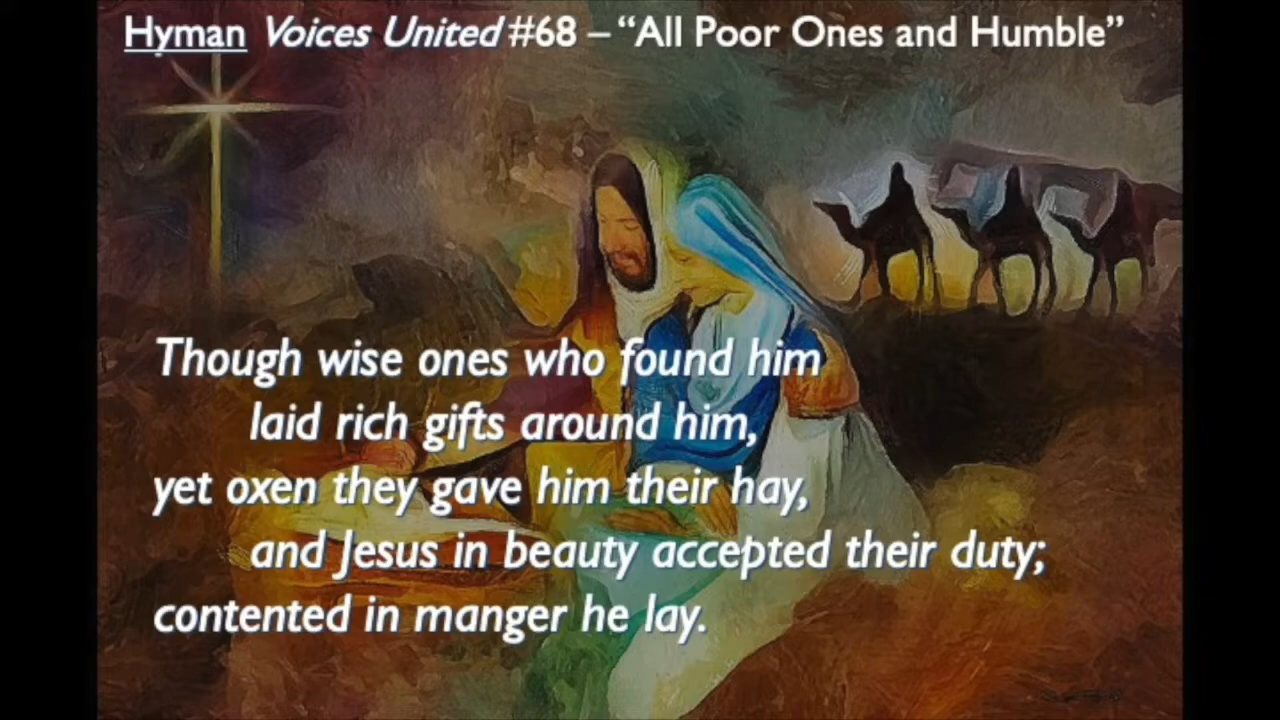 Hyman Voices United #68 – “All Poor Ones and Humble”
Though wise ones who found him
laid rich gifts around him,
yet oxen they gave him their hay,
and Jesus in beauty accepted their duty;
contented in manger he lay.